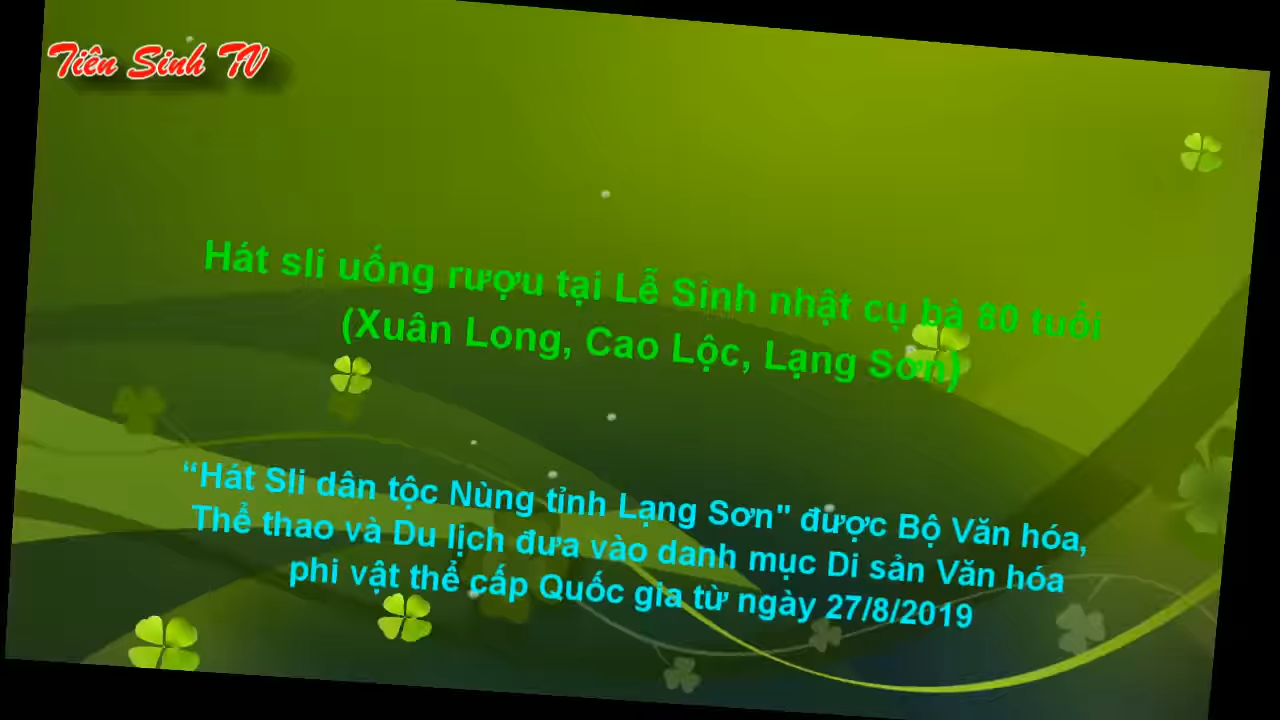 Tiên Sinh TV
Hát sli uống rượu tại Lễ Sinh nhật cụ bà 80 tuổi
(Xuân Long, Cao Lộc, Lạng Sơn)
“Hát Sli dân tộc Nùng tỉnh Lạng Sơn" được Bộ Văn hóa,
Thể thao và Du lịch đưa vào danh mục Di sản Văn hóa
phi vật thể cấp Quốc gia từ ngày 27/8/2019